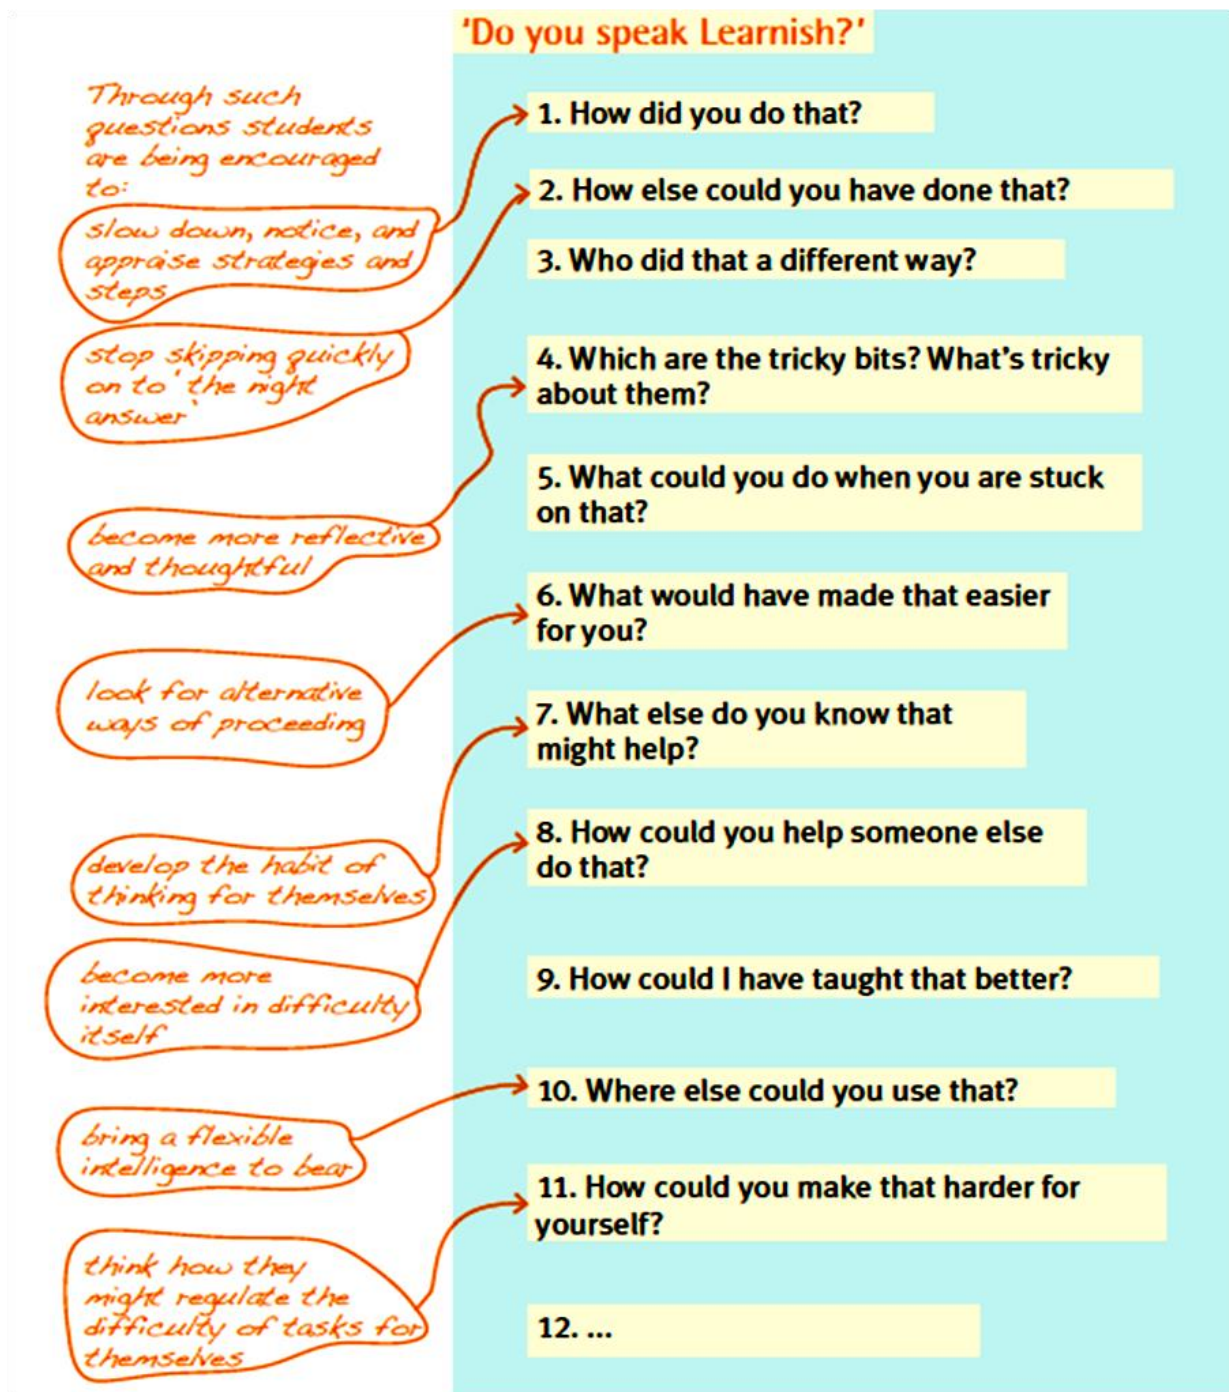 'Do you speak Learnish?'
Through such
questions students
are being encouraged
to:
slow down, notice, and
appraise strategies and
steps
stop skipping quickly
on to 'the right
answer'
become more reflective
and thoughtful
look for alternative
ways of proceeding
develop the habit of
thinking for themselves
become more
interested in difficulty
itself
bring a flexible
intelligence to bear
think how they
might regulate the
difficulty of tasks for
themselves
1. How did you do that?
2. How else could you have done that?
3. Who did that a different way?
4. Which are the tricky bits? What's tricky
about them?
5. What could you do when you are stuck
on that?
6. What would have made that easier
for you?
7. What else do you know that
might help?
8. How could you help someone else
do that?
9. How could I have taught that better?
10. Where else could you use that?
11. How could you make that harder for
yourself?
12. ...